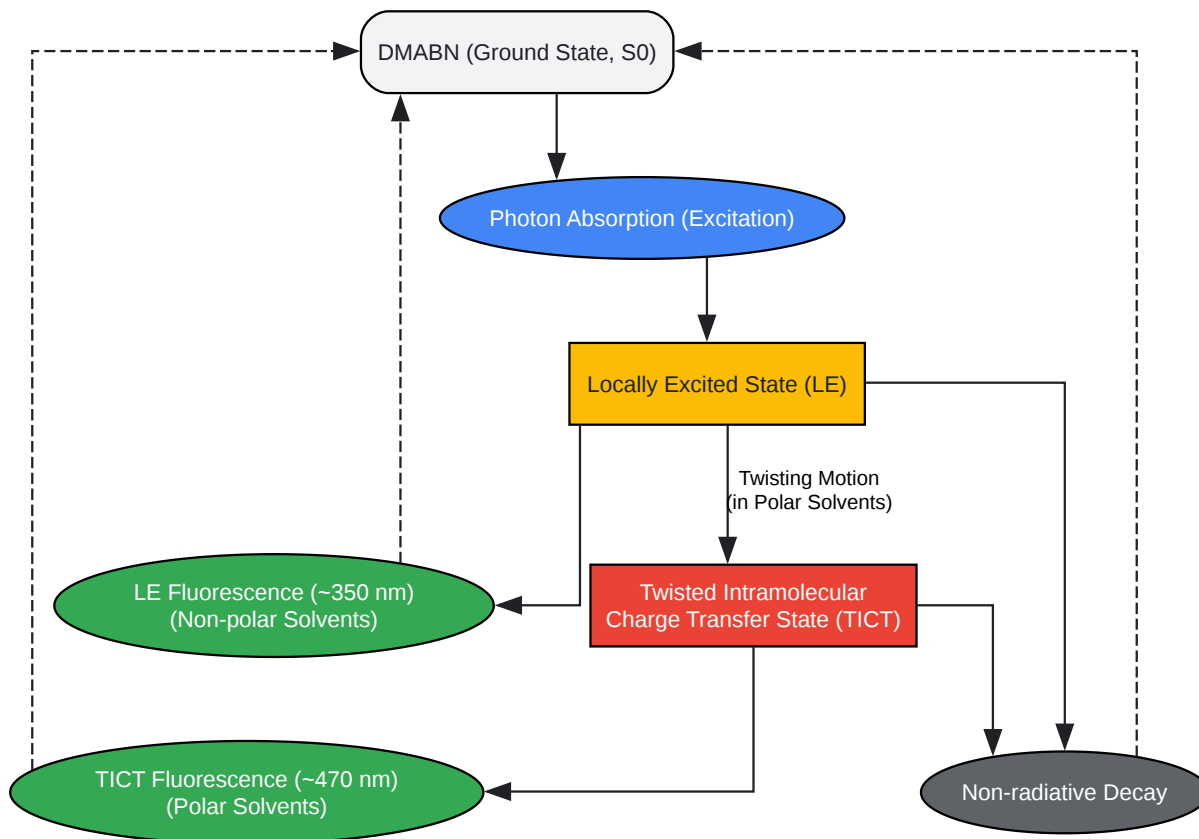 DMABN (Ground State, S0)
Photon Absorption (Excitation)
Locally Excited State (LE)
Twisting Motion
(in Polar Solvents)
LE Fluorescence (~350 nm)
(Non-polar Solvents)
Twisted Intramolecular
Charge Transfer State (TICT)
TICT Fluorescence (~470 nm)
(Polar Solvents)
Non-radiative Decay